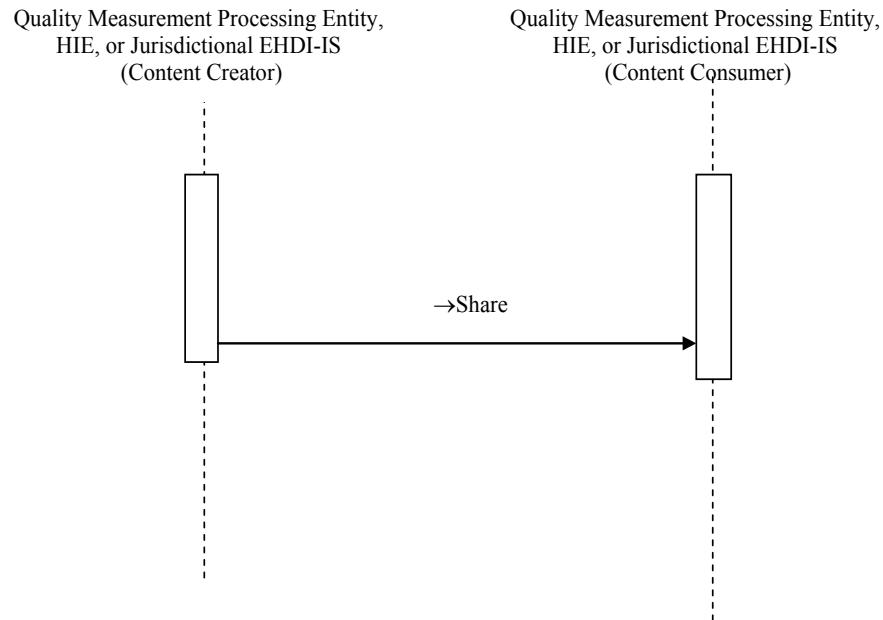 Quality Measurement Processing Entity,
HIE, or Jurisdictional EHDI-IS
(Content Creator)
Quality Measurement Processing Entity,
HIE, or Jurisdictional EHDI-IS
(Content Consumer)
→Share